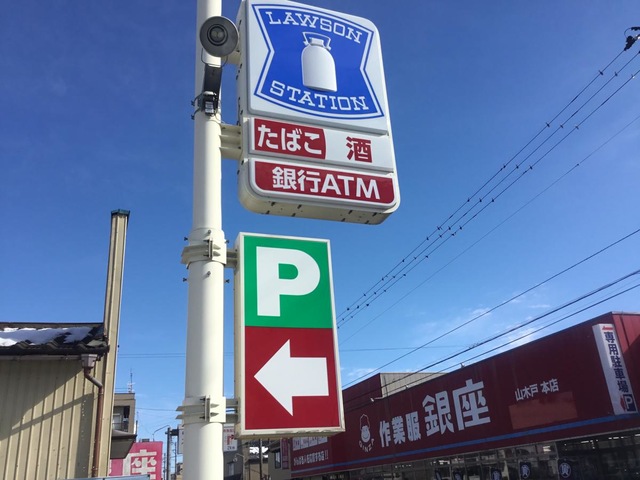 LAWSON
STATION
たばこ 酒
銀行ATM
P
作業服 銀座
山木戸 本店
専用駐車場 P
座